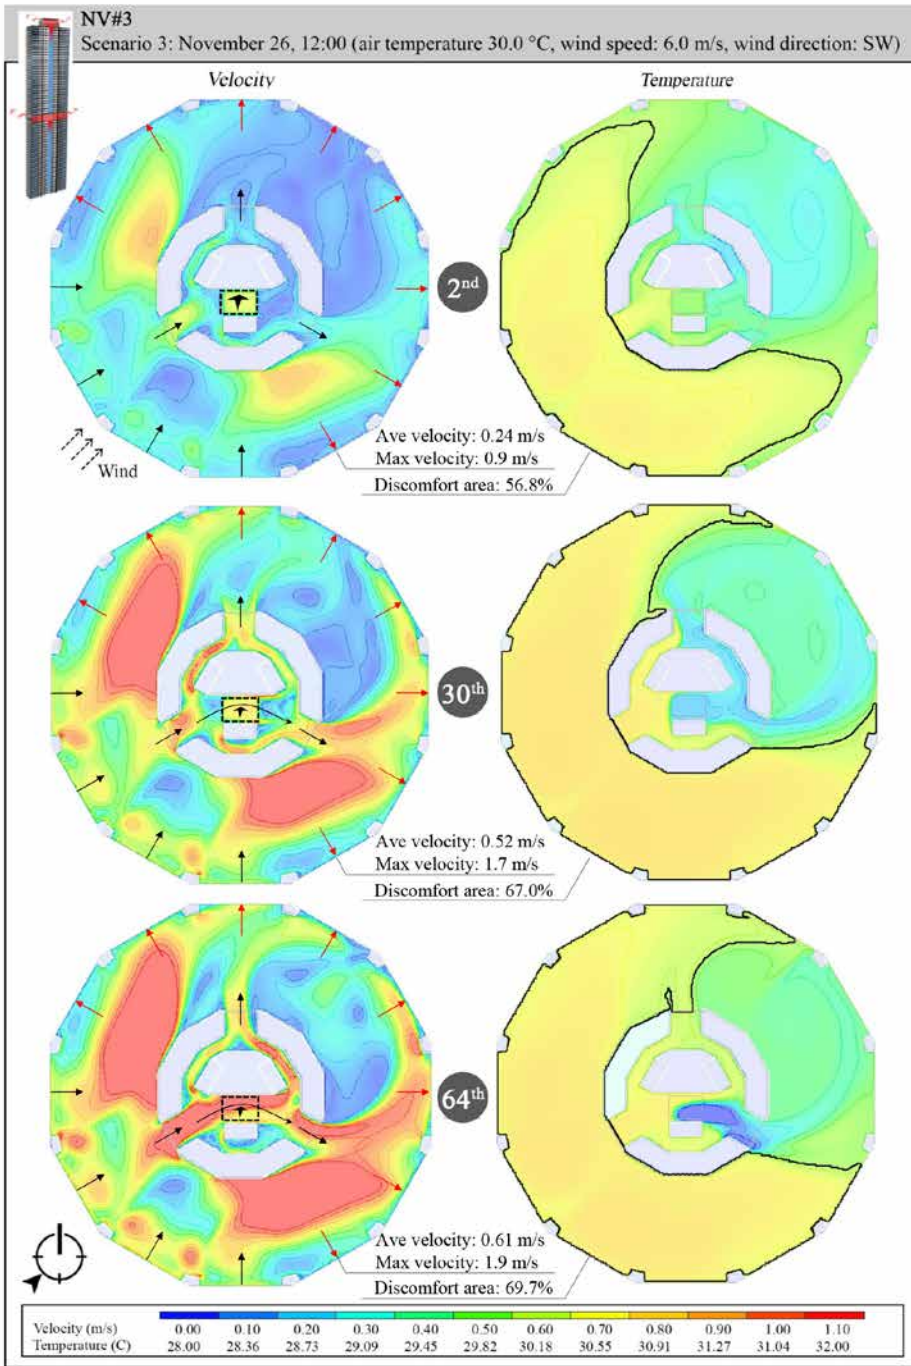 NV#3
Scenario 3: November 26, 12:00 (air temperature 30.0 °C, wind speed: 6.0 m/s, wind direction: SW)
Velocity
Temperature
2nd
Wind
Ave velocity: 0.24 m/s
Max velocity: 0.9 m/s
Discomfort area: 56.8%
30th
Ave velocity: 0.52 m/s
Max velocity: 1.7 m/s
Discomfort area: 67.0%
64th
Ave velocity: 0.61 m/s
Max velocity: 1.9 m/s
Discomfort area: 69.7%
Velocity (m/s) 0.00 0.10 0.20 0.30 0.40 0.50 0.60 0.70 0.80 0.90 1.00 1.10
Temperature (C) 28.00 28.36 28.73 29.09 29.45 29.82 30.18 30.55 30.91 31.27 31.04 32.00